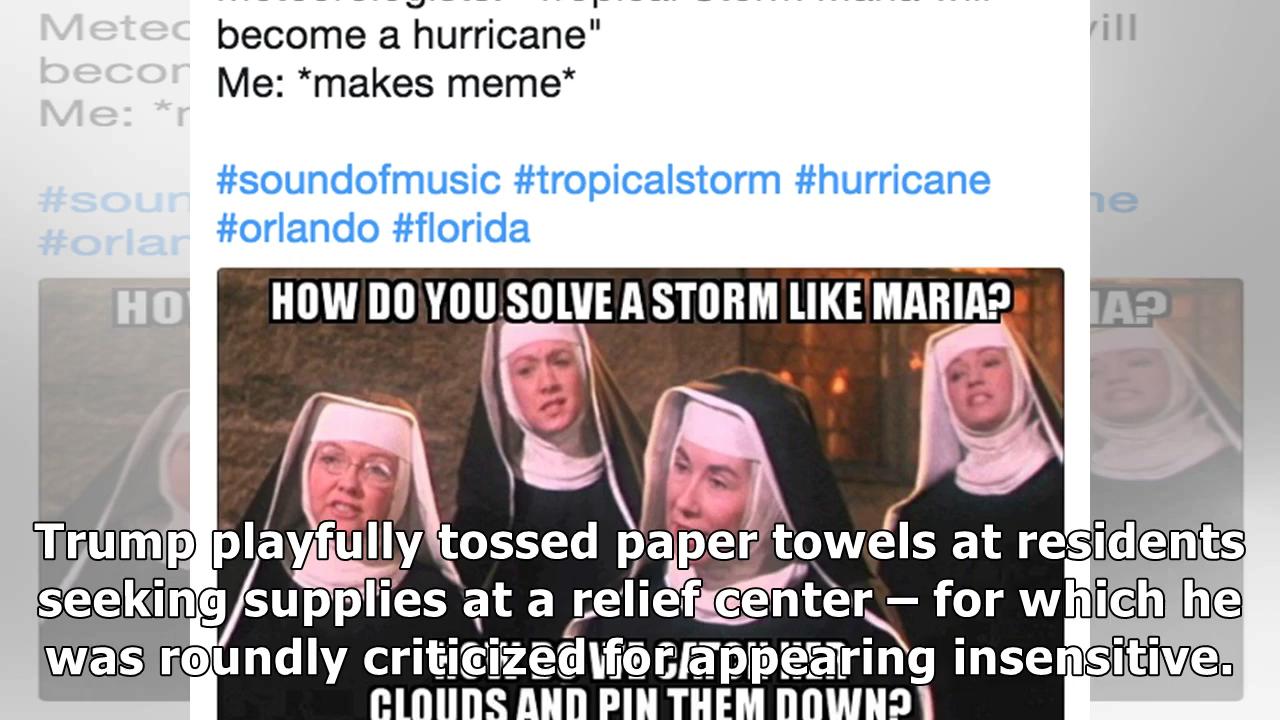 become a hurricane"
Me: *makes meme*
#soundofmusic #tropicalstorm #hurricane
#orlando #florida
HOW DO YOU SOLVE A STORM LIKE MARIA?
Trump playfully tossed paper towels at residents
seeking supplies at a relief center – for which he
was roundly criticized for appearing insensitive.
CLOUDS AND PIN THEM DOWN?